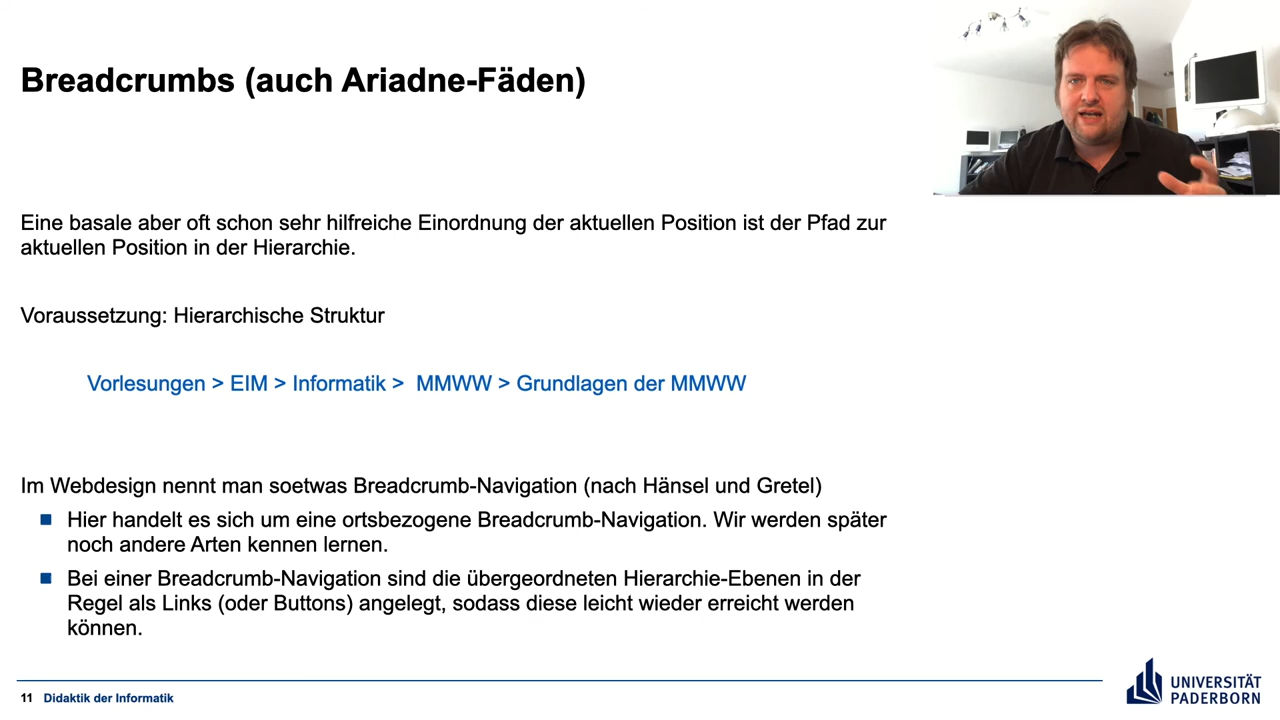 Breadcrumbs (auch Ariadne-Fäden)
Eine basale aber oft schon sehr hilfreiche Einordnung der aktuellen Position ist der Pfad zur
aktuellen Position in der Hierarchie.
Voraussetzung: Hierarchische Struktur
Vorlesungen > EIM > Informatik > MMWW > Grundlagen der MMWW
Im Webdesign nennt man soetwas Breadcrumb-Navigation (nach Hänsel und Gretel)
Hier handelt es sich um eine ortsbezogene Breadcrumb-Navigation. Wir werden später
noch andere Arten kennen lernen.
Bei einer Breadcrumb-Navigation sind die übergeordneten Hierarchie-Ebenen in der
Regel als Links (oder Buttons) angelegt, sodass diese leicht wieder erreicht werden
können.
11 Didaktik der Informatik
UNIVERSITÄT
PADERBORN